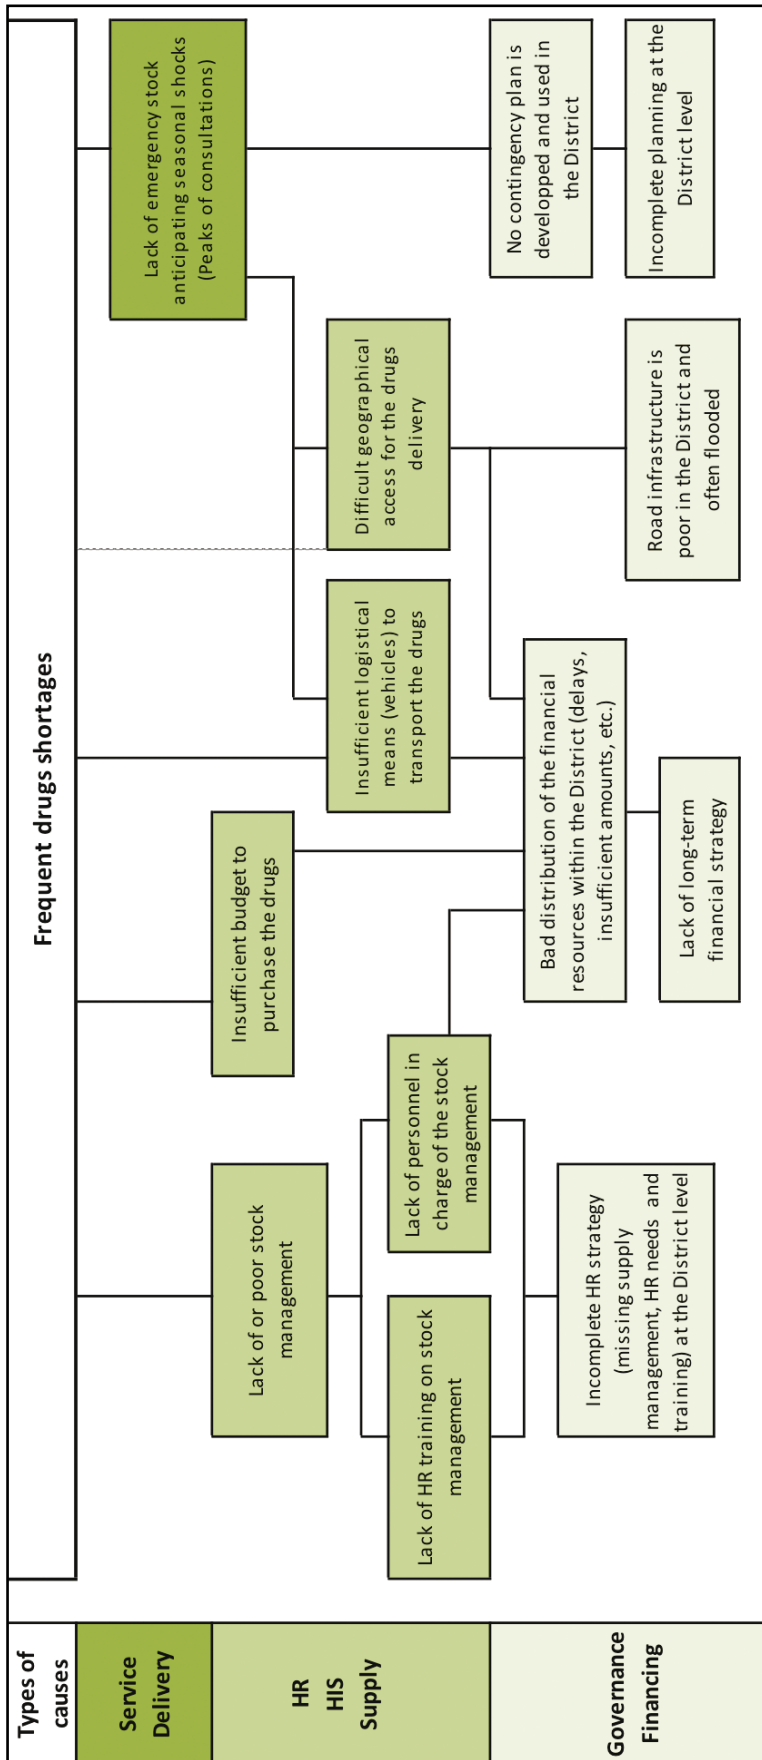 Types of
causes
Frequent drugs shortages
Service
Delivery
Lack of emergency stock
anticipating seasonal shocks
(Peaks of consultations)
HR
HIS
Supply
Lack of or poor stock
management
Insufficient budget to
purchase the drugs
Insufficient logistical
means (vehicles) to
transport the drugs
Difficult geographical
access for the drugs
delivery
Lack of HR training on stock
management
Lack of personnel in
charge of the stock
management
Governance
Financing
Incomplete HR strategy
(missing supply
management, HR needs and
training) at the District level
Bad distribution of the financial
resources within the District (delays,
insufficient amounts, etc.)
No contingency plan is
developped and used in
the District
Lack of long-term
financial strategy
Road infrastructure is
poor in the District and
often flooded
Incomplete planning at the
District level